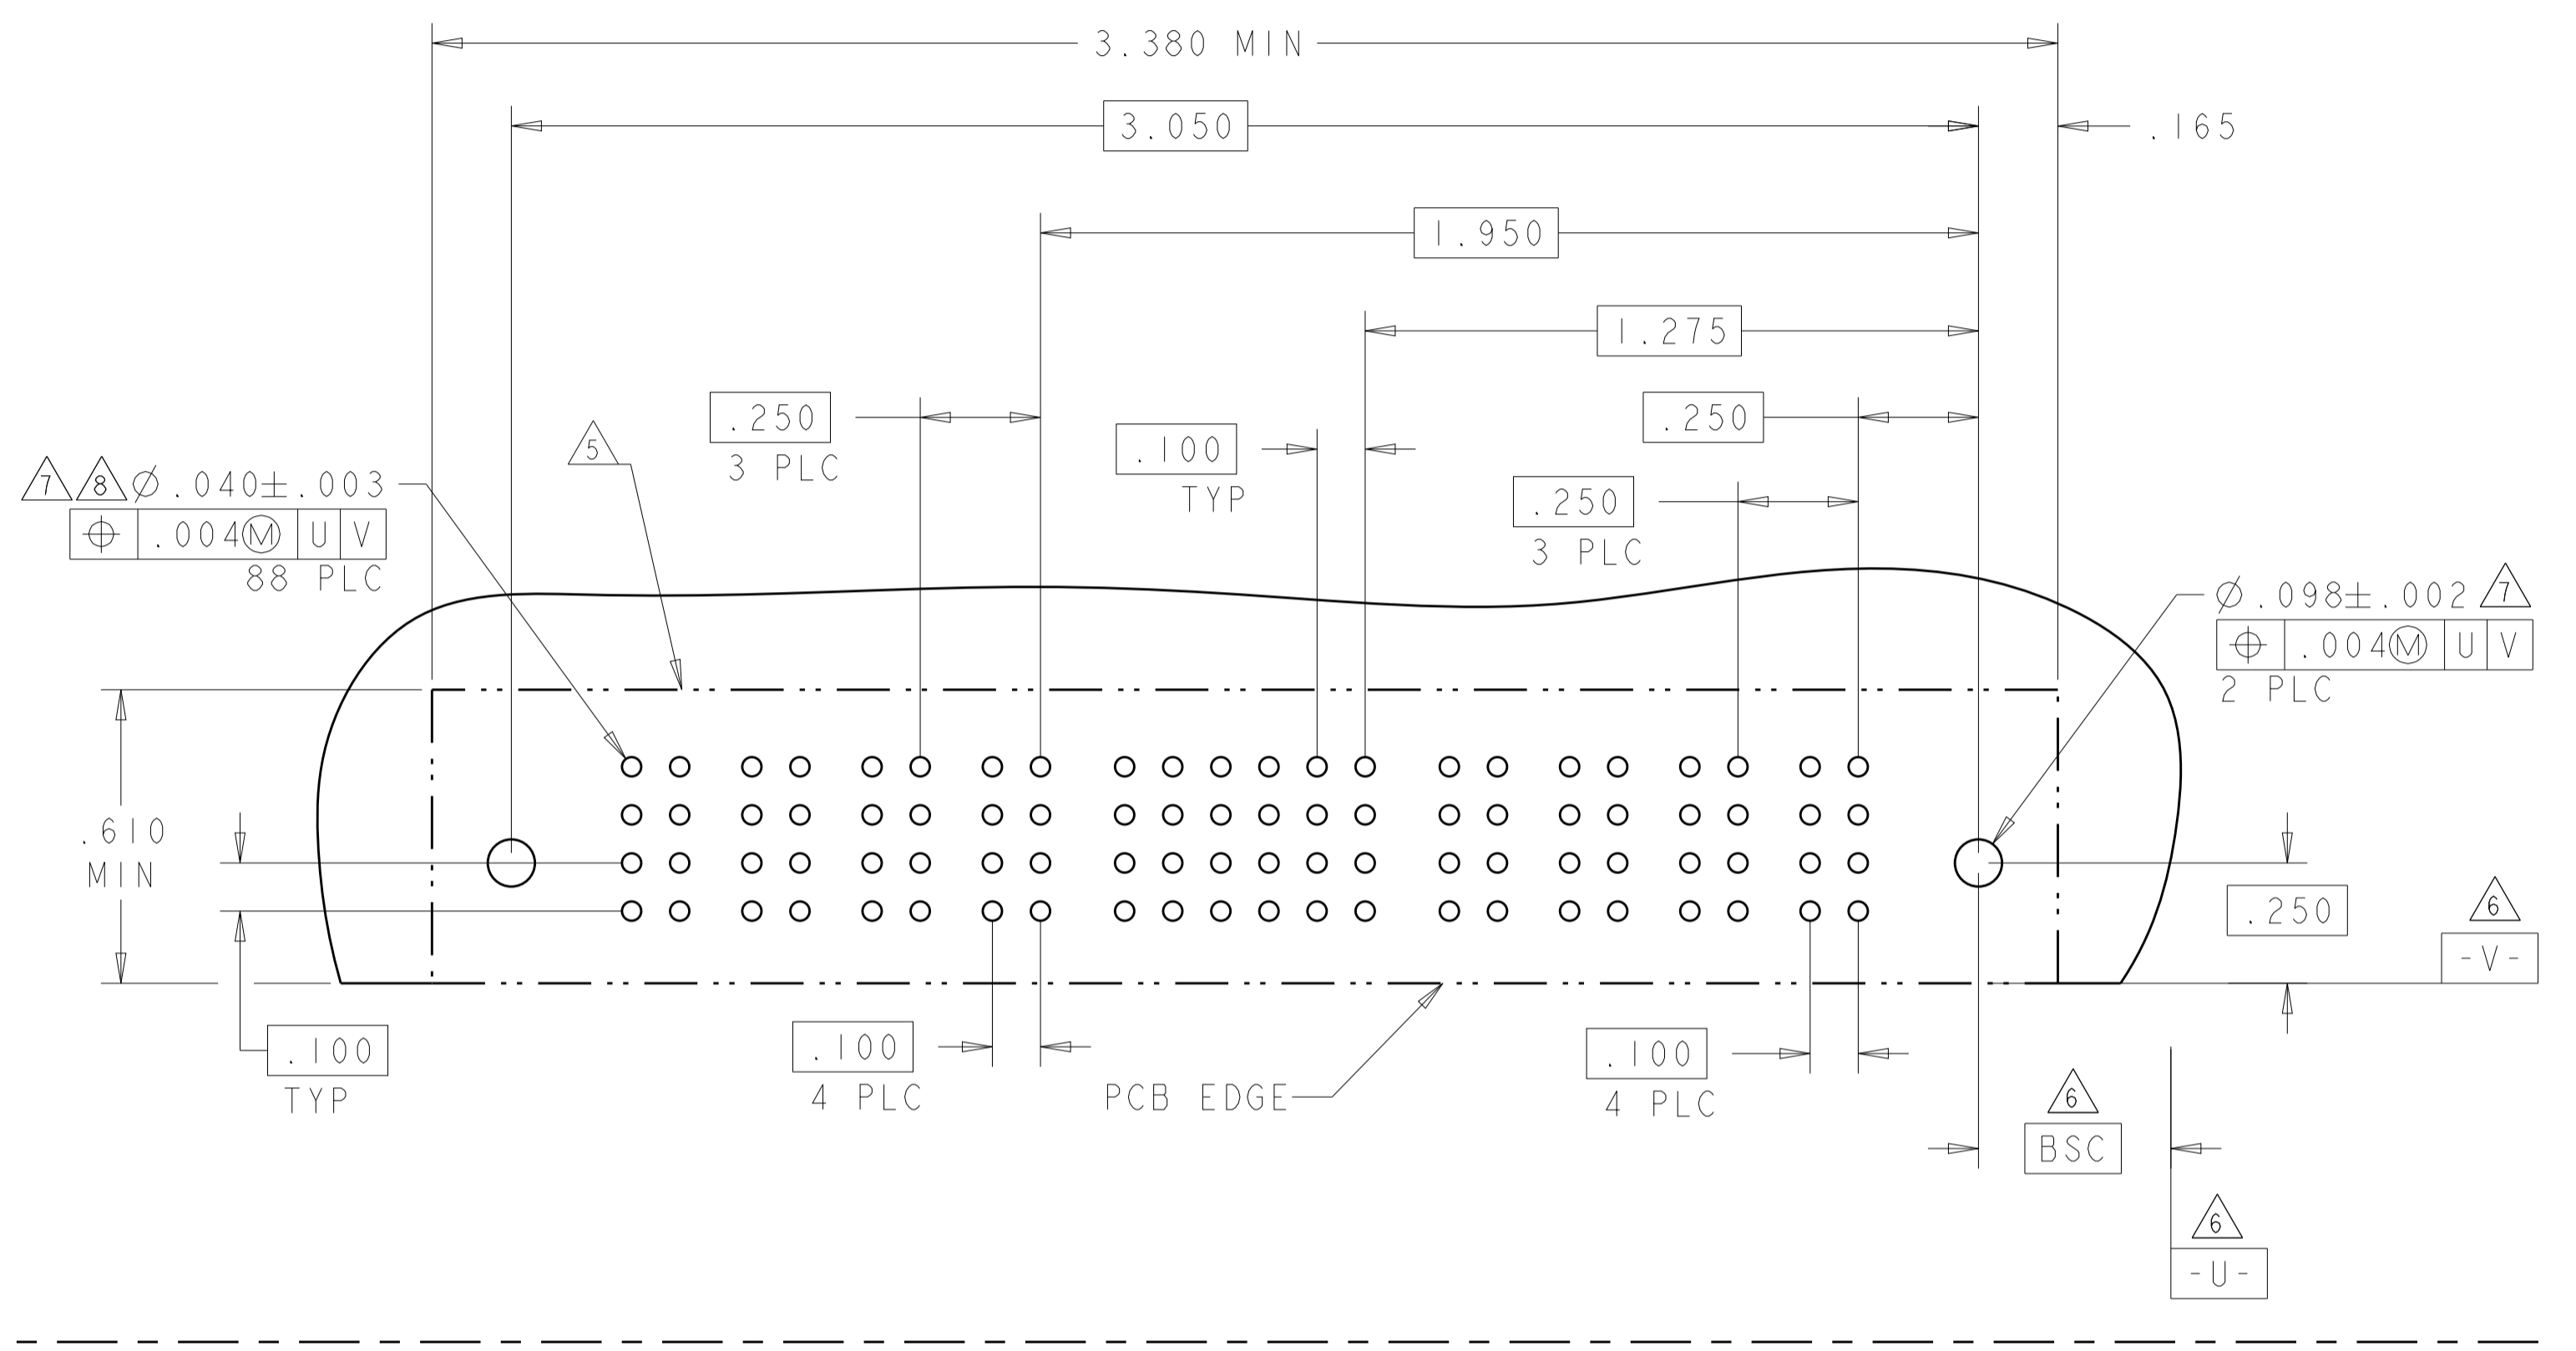 3.380 MIN
3.050
.165
1.950
1.275
.250
3 PLC
.100
TYP
.250
.250
3 PLC
5
7 8 Ø.040±.003
⌖ .004Ⓜ U V
88 PLC
Ø.098±.002 7
⌖ .004Ⓜ U V
2 PLC
.610
MIN
.250
6
-V-
.100
TYP
.100
4 PLC
PCB EDGE
.100
4 PLC
6
BSC
6
-U-